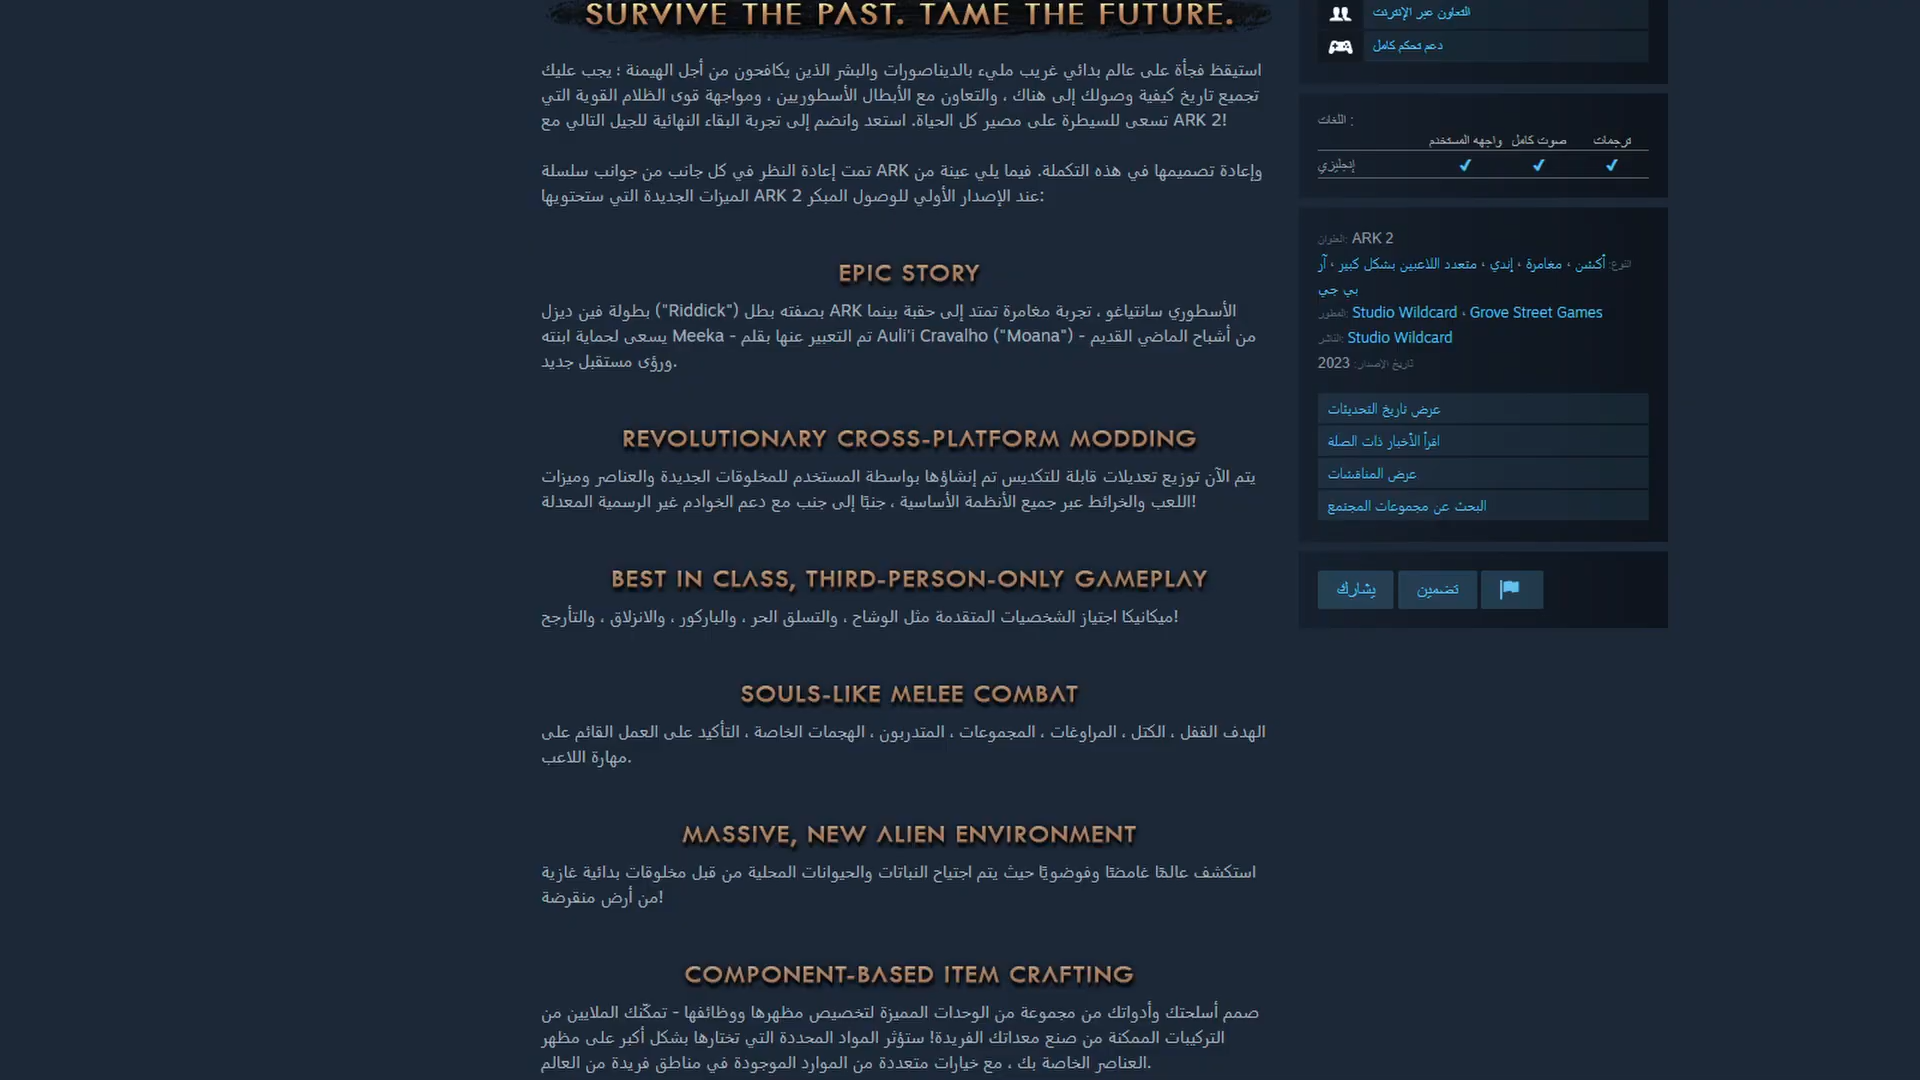 SURVIVE THE PAST. TAME THE FUTURE.
استيقظ فجأة على عالم بدائي غريب مليء بالديناصورات والبشر الذين يكافحون من أجل الهيمنة ؛ يجب عليك
تجميع تاريخ كيفية وصولك إلى هناك ، والتعاون مع الأبطال الأسطوريين ، ومواجهة قوى الظلام القوية التي
تسعى للسيطرة على مصير كل الحياة. استعد وانضم إلى تجربة البقاء النهائية للجيل التالي مع ARK 2!
تمت إعادة النظر في كل جانب من جوانب سلسلة ARK وإعادة تصميمها في هذه التكملة. فيما يلي عينة من
الميزات الجديدة التي ستحتويها ARK 2 عند الإصدار الأولي للوصول المبكر:
EPIC STORY
بطولة فين ديزل ("Riddick") بصفته بطل ARK الأسطوري سانتياغو ، تجربة مغامرة تمتد إلى حقبة بينما
يسعى لحماية ابنته Meeka - تم التعبير عنها بقلم Auli'i Cravalho ("Moana") - من أشباح الماضي القديم
ورؤى مستقبل جديد.
REVOLUTIONARY CROSS-PLATFORM MODDING
يتم الآن توزيع تعديلات قابلة للتكديس تم إنشاؤها بواسطة المستخدم للمخلوقات الجديدة والعناصر وميزات
اللعب والخرائط عبر جميع الأنظمة الأساسية ، جنبًا إلى جنب مع دعم الخوادم غير الرسمية المعدلة!
BEST IN CLASS, THIRD-PERSON-ONLY GAMEPLAY
ميكانيكا اجتياز الشخصيات المتقدمة مثل الوشاح ، والتسلق الحر ، والباركور ، والانزلاق ، والتأرجح!
SOULS-LIKE MELEE COMBAT
الهدف القفل ، الكتل ، المراوغات ، المجموعات ، المتدربون ، الهجمات الخاصة ، التأكيد على العمل القائم على
مهارة اللاعب.
MASSIVE, NEW ALIEN ENVIRONMENT
استكشف عالمًا غامضًا وفوضويًا حيث يتم اجتياح النباتات والحيوانات المحلية من قبل مخلوقات بدائية غازية
من أرض منقرضة!
COMPONENT-BASED ITEM CRAFTING
صمم أسلحتك وأدواتك من مجموعة من الوحدات المميزة لتخصيص مظهرها ووظائفها - تمكّنك الملايين من
التركيبات الممكنة من صنع معداتك الفريدة! ستؤثر المواد المحددة التي تختارها بشكل أكبر على مظهر
العناصر الخاصة بك ، مع خيارات متعددة من الموارد الموجودة في مناطق فريدة من العالم.
التعاون عبر الإنترنت
دعم تحكم كامل
اللغات :
واجهه المستخدم صوت كامل ترجمات
إنجليزي ✔ ✔ ✔
العنوان: ARK 2
النوع: أكشن ، مغامرة ، إندي ، متعدد اللاعبين بشكل كبير ، آر
بي جي
المطور: Studio Wildcard ، Grove Street Games
الناشر: Studio Wildcard
تاريخ الإصدار: 2023
عرض تاريخ التحديثات
اقرأ الأخبار ذات الصلة
عرض المناقشات
البحث عن مجموعات المجتمع
يشارك تضمين